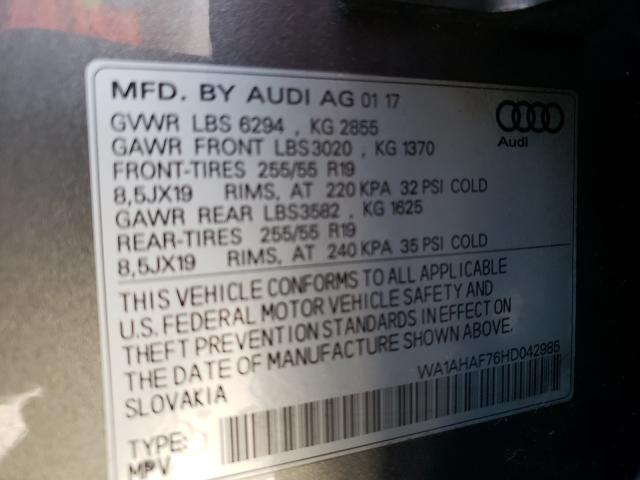 MFD. BY AUDI AG 01 17
GVWR LBS 6294 , KG 2855
GAWR FRONT LBS3020 , KG 1370
FRONT-TIRES 255/55 R19
8,5JX19 RIMS, AT 220 KPA 32 PSI COLD
GAWR REAR LBS3582 , KG 1625
REAR-TIRES 255/55 R19
8,5JX19 RIMS, AT 240 KPA 35 PSI COLD
Audi
THIS VEHICLE CONFORMS TO ALL APPLICABLE
U.S. FEDERAL MOTOR VEHICLE SAFETY AND
THEFT PREVENTION STANDARDS IN EFFECT ON
THE DATE OF MANUFACTURE SHOWN ABOVE.
SLOVAKIA
WA1AHAF76HD042985
TYPE:
MPV